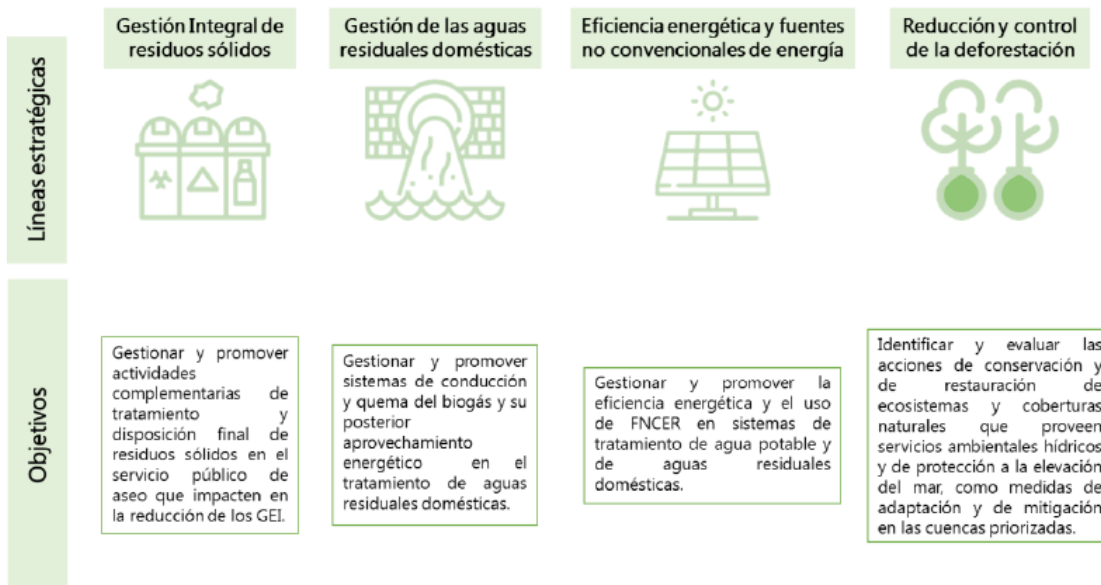 Líneas estratégicas
Gestión Integral de
residuos sólidos
Gestión de las aguas
residuales domésticas
Eficiencia energética y fuentes
no convencionales de energía
Reducción y control
de la deforestación
Objetivos
Gestionar y promover
actividades
complementarias de
tratamiento y
disposición final de
residuos sólidos en el
servicio público de
aseo que impacten en
la reducción de los GEI.
Gestionar y promover
sistemas de conducción
y quema del biogás y su
posterior
aprovechamiento
energético en el
tratamiento de aguas
residuales domésticas.
Gestionar y promover la
eficiencia energética y el uso
de FNCER en sistemas de
tratamiento de agua potable y
de aguas residuales
domésticas.
Identificar y evaluar las
acciones de conservación y
de restauración de
ecosistemas y coberturas
naturales que proveen
servicios ambientales hídricos
y de protección a la elevación
del mar, como medidas de
adaptación y de mitigación
en las cuencas priorizadas.